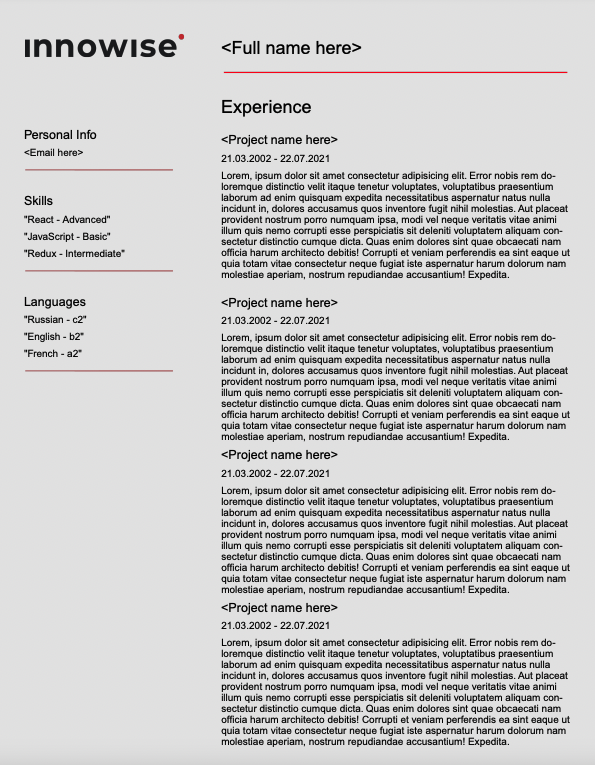 ınnowıse
<Full name here>
Experience
Personal Info
<Email here>
Skills
"React - Advanced"
"JavaScript - Basic"
"Redux - Intermediate"
Languages
"Russian - c2"
"English - b2"
"French - a2"
<Project name here>
21.03.2002 - 22.07.2021
Lorem, ipsum dolor sit amet consectetur adipisicing elit. Error nobis rem do-
loremque distinctio velit itaque tenetur voluptates, voluptatibus praesentium
laborum ad enim quisquam expedita necessitatibus aspernatur natus nulla
incidunt in, dolores accusamus quos inventore fugit nihil molestias. Aut placeat
provident nostrum porro numquam ipsa, modi vel neque veritatis vitae animi
illum quis nemo corrupti esse perspiciatis sit deleniti voluptatem aliquam con-
sectetur distinctio cumque dicta. Quas enim dolores sint quae obcaecati nam
officia harum architecto debitis! Corrupti et veniam perferendis ea sint eaque ut
quia totam vitae consectetur neque fugiat iste aspernatur harum dolorum nam
molestiae aperiam, nostrum repudiandae accusantium! Expedita.
<Project name here>
21.03.2002 - 22.07.2021
Lorem, ipsum dolor sit amet consectetur adipisicing elit. Error nobis rem do-
loremque distinctio velit itaque tenetur voluptates, voluptatibus praesentium
laborum ad enim quisquam expedita necessitatibus aspernatur natus nulla
incidunt in, dolores accusamus quos inventore fugit nihil molestias. Aut placeat
provident nostrum porro numquam ipsa, modi vel neque veritatis vitae animi
illum quis nemo corrupti esse perspiciatis sit deleniti voluptatem aliquam con-
sectetur distinctio cumque dicta. Quas enim dolores sint quae obcaecati nam
officia harum architecto debitis! Corrupti et veniam perferendis ea sint eaque ut
quia totam vitae consectetur neque fugiat iste aspernatur harum dolorum nam
molestiae aperiam, nostrum repudiandae accusantium! Expedita.
<Project name here>
21.03.2002 - 22.07.2021
Lorem, ipsum dolor sit amet consectetur adipisicing elit. Error nobis rem do-
loremque distinctio velit itaque tenetur voluptates, voluptatibus praesentium
laborum ad enim quisquam expedita necessitatibus aspernatur natus nulla
incidunt in, dolores accusamus quos inventore fugit nihil molestias. Aut placeat
provident nostrum porro numquam ipsa, modi vel neque veritatis vitae animi
illum quis nemo corrupti esse perspiciatis sit deleniti voluptatem aliquam con-
sectetur distinctio cumque dicta. Quas enim dolores sint quae obcaecati nam
officia harum architecto debitis! Corrupti et veniam perferendis ea sint eaque ut
quia totam vitae consectetur neque fugiat iste aspernatur harum dolorum nam
molestiae aperiam, nostrum repudiandae accusantium! Expedita.
<Project name here>
21.03.2002 - 22.07.2021
Lorem, ipsum dolor sit amet consectetur adipisicing elit. Error nobis rem do-
loremque distinctio velit itaque tenetur voluptates, voluptatibus praesentium
laborum ad enim quisquam expedita necessitatibus aspernatur natus nulla
incidunt in, dolores accusamus quos inventore fugit nihil molestias. Aut placeat
provident nostrum porro numquam ipsa, modi vel neque veritatis vitae animi
illum quis nemo corrupti esse perspiciatis sit deleniti voluptatem aliquam con-
sectetur distinctio cumque dicta. Quas enim dolores sint quae obcaecati nam
officia harum architecto debitis! Corrupti et veniam perferendis ea sint eaque ut
quia totam vitae consectetur neque fugiat iste aspernatur harum dolorum nam
molestiae aperiam, nostrum repudiandae accusantium! Expedita.